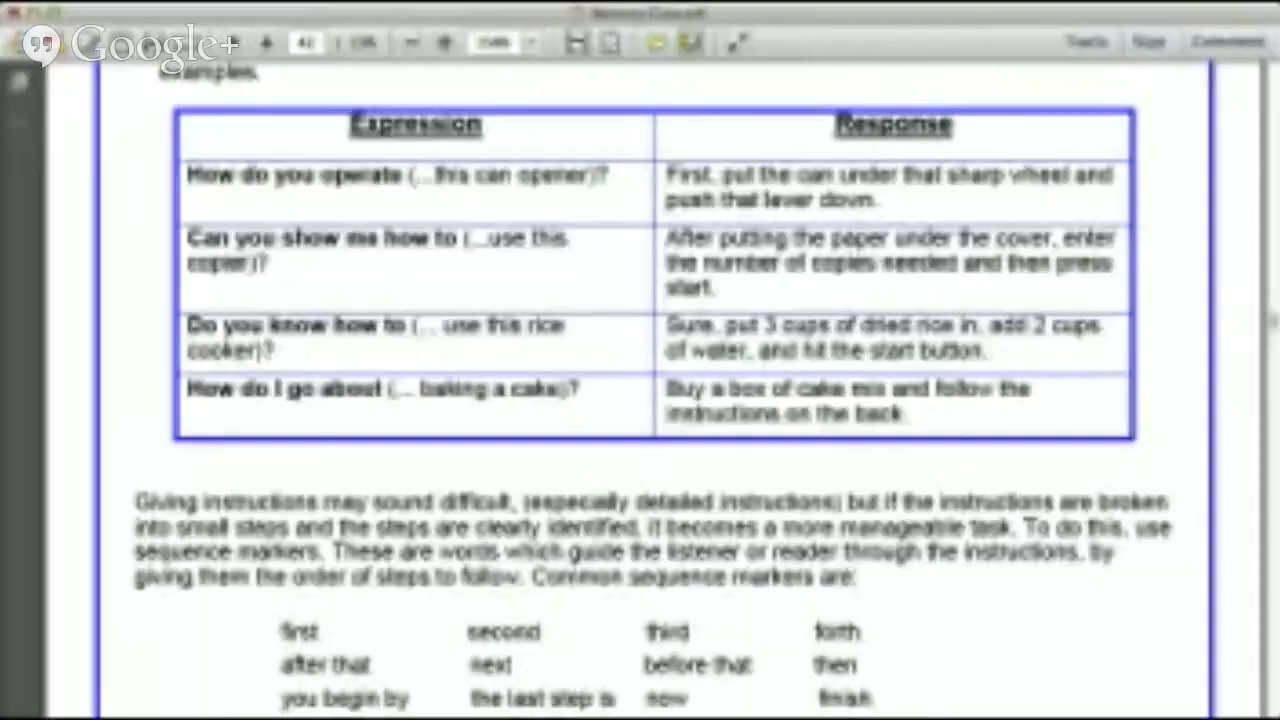 Google+
42
Tools
Sign
Comment
examples.
Expression
Response
How do you operate (...this can opener)?
First, put the can under that sharp wheel and
push that lever down.
Can you show me how to (...use this
copier)?
After putting the paper under the cover, enter
the number of copies needed and then press
start.
Do you know how to (... use this rice
cooker)?
Sure, put 3 cups of dried rice in, add 2 cups
of water, and hit the start button.
How do I go about (... baking a cake)?
Buy a box of cake mix and follow the
instructions on the back.
Giving instructions may sound difficult, (especially detailed instructions) but if the instructions are broken
into small steps and the steps are clearly identified, it becomes a more manageable task. To do this, use
sequence markers. These are words which guide the listener or reader through the instructions, by
giving them the order of steps to follow. Common sequence markers are:
first second third forth
after that next before that then
you begin by the last step is now finish